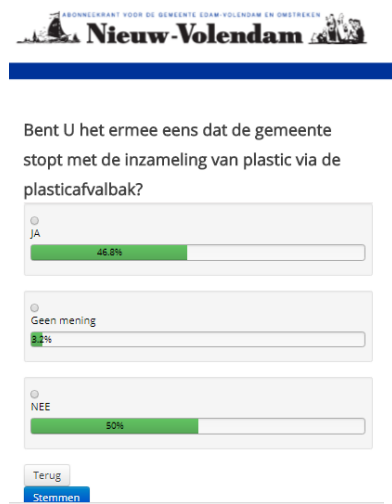 ABONNEEKRANT VOOR DE GEMEENTE EDAM-VOLENDAM EN OMSTREKEN
Nieuw-Volendam
Bent U het ermee eens dat de gemeente
stopt met de inzameling van plastic via de
plasticafvalbak?
JA
46.8%
Geen mening
3.2%
NEE
50%
Terug
Stemmen